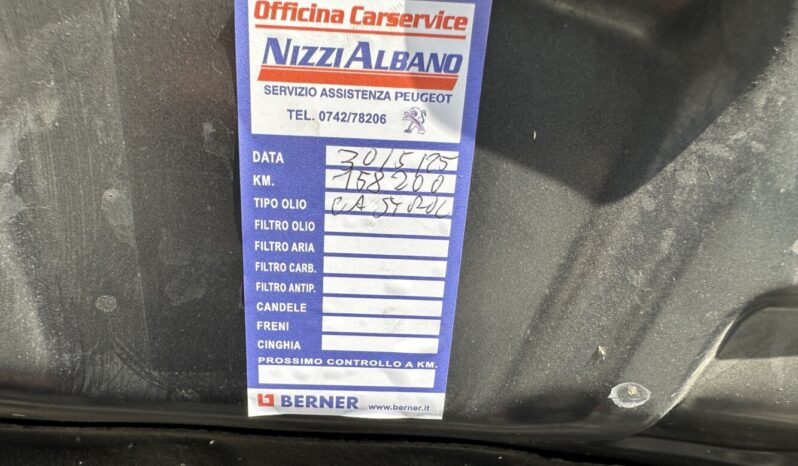 Officina Carservice
NIZZI ALBANO
SERVIZIO ASSISTENZA PEUGEOT
TEL. 0742/78206
DATA 30/5/25
KM. 158200
TIPO OLIO CASTROL
FILTRO OLIO
FILTRO ARIA
FILTRO CARB.
FILTRO ANTIP.
CANDELE
FRENI
CINGHIA
PROSSIMO CONTROLLO A KM.
BERNER www.berner.it